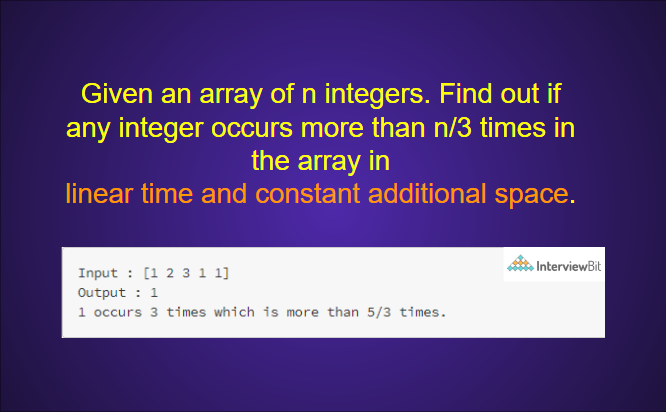 Given an array of n integers. Find out if
any integer occurs more than n/3 times in
the array in
linear time and constant additional space.
InterviewBit
Input : [1 2 3 1 1]
Output : 1
1 occurs 3 times which is more than 5/3 times.